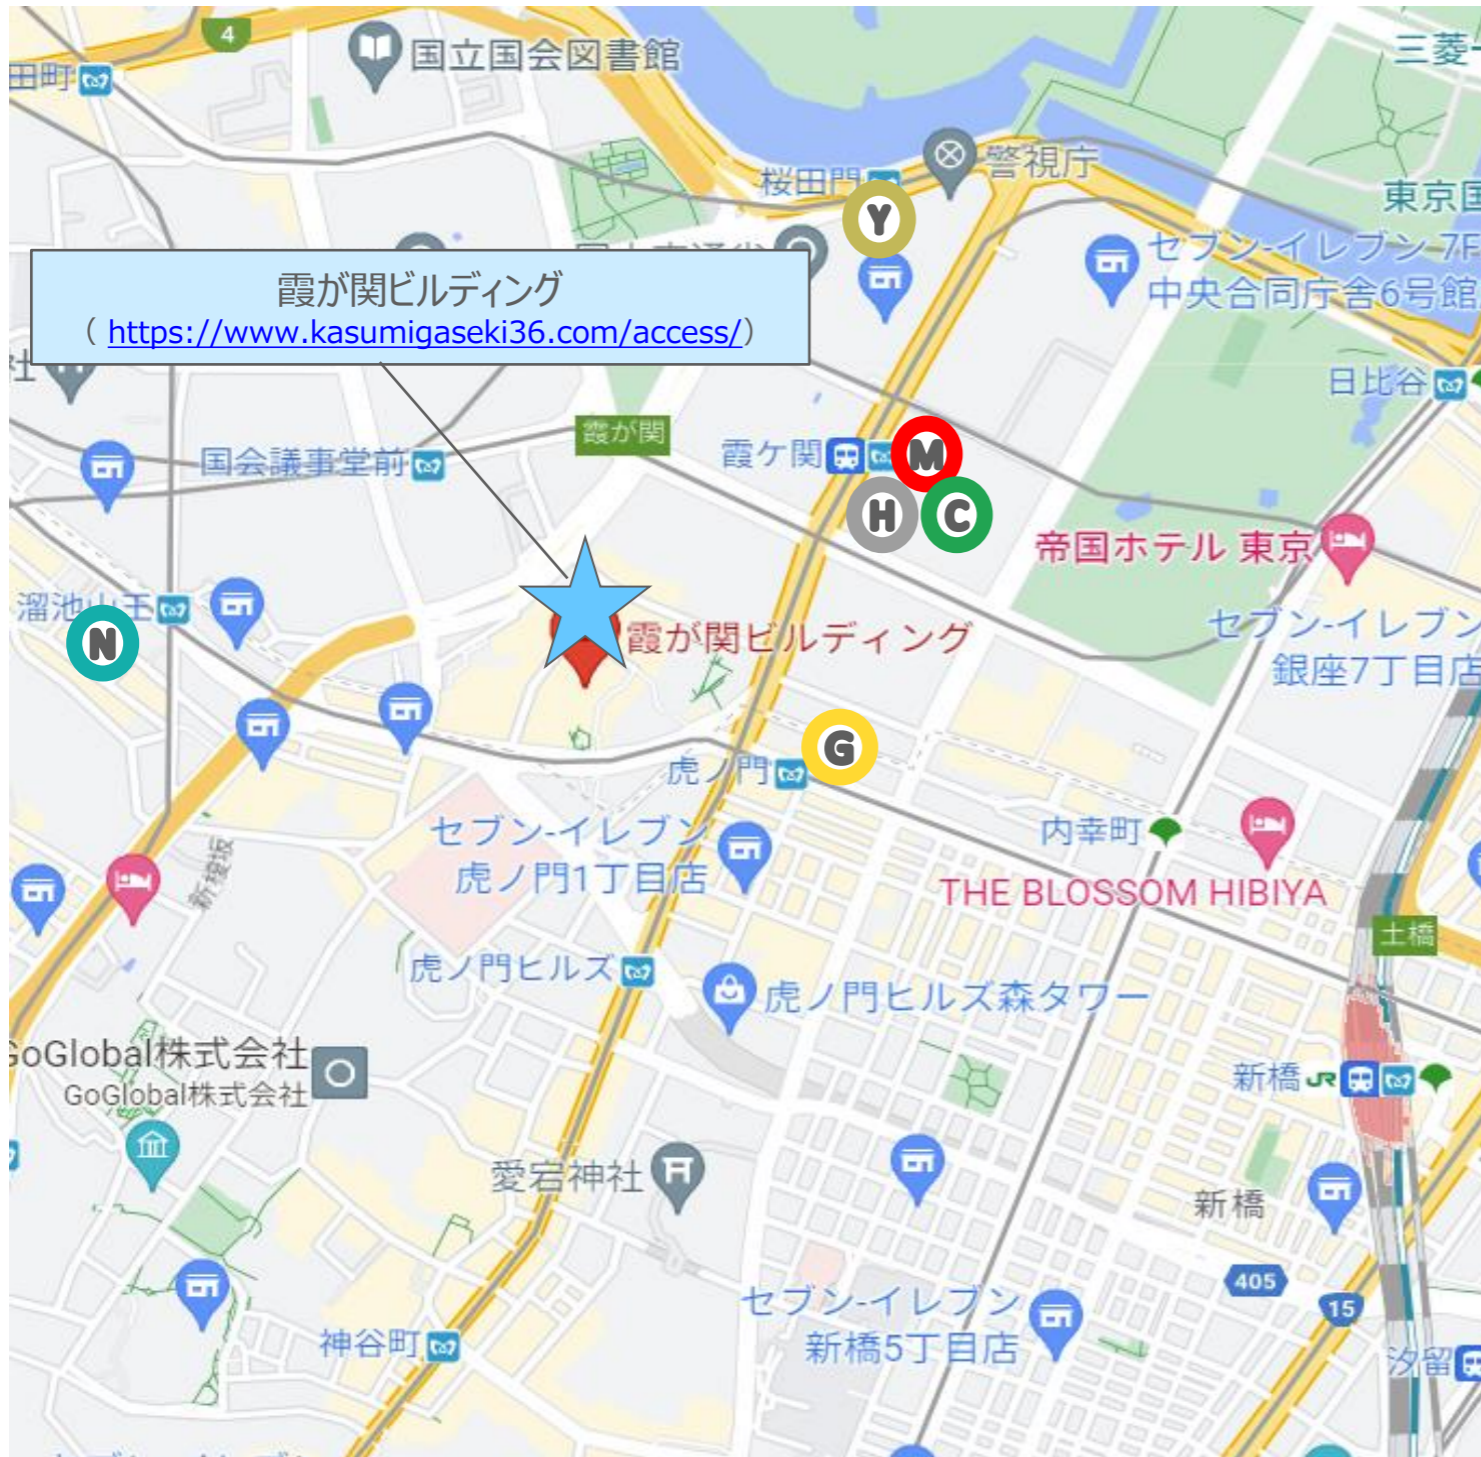 4
国立国会図書館
三菱一
田町
桜田門
警視庁
東京国
Y
セブン-イレブン 7F
中央合同庁舎6号館
霞が関ビルディング
( https://www.kasumigaseki36.com/access/)
社
日比谷
霞が関
国会議事堂前
霞ケ関
M
H
C
帝国ホテル 東京
溜池山王
N
霞が関ビルディング
セブン-イレブン
銀座7丁目店
G
虎ノ門
セブン-イレブン
虎ノ門1丁目店
内幸町
THE BLOSSOM HIBIYA
新榎坂
土橋
虎ノ門ヒルズ
虎ノ門ヒルズ森タワー
GoGlobal株式会社
GoGlobal株式会社
新橋 JR
愛宕神社
新橋
405
15
セブン-イレブン
新橋5丁目店
神谷町
汐留